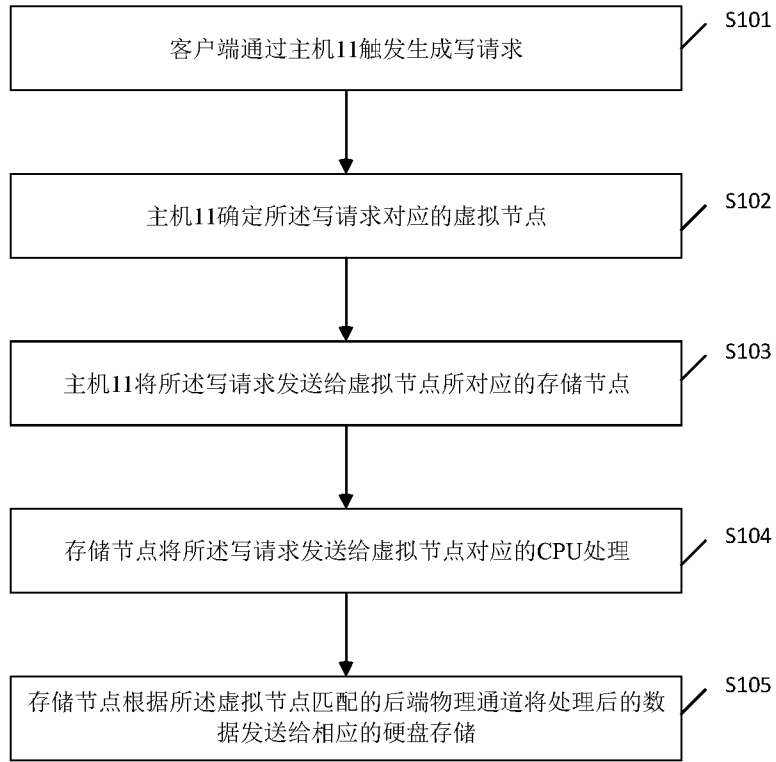 S101
客户端通过主机11触发生成写请求
S102
主机11确定所述写请求对应的虚拟节点
S103
主机11将所述写请求发送给虚拟节点所对应的存储节点
S104
存储节点将所述写请求发送给虚拟节点对应的CPU处理
S105
存储节点根据所述虚拟节点匹配的后端物理通道将处理后的数
据发送给相应的硬盘存储